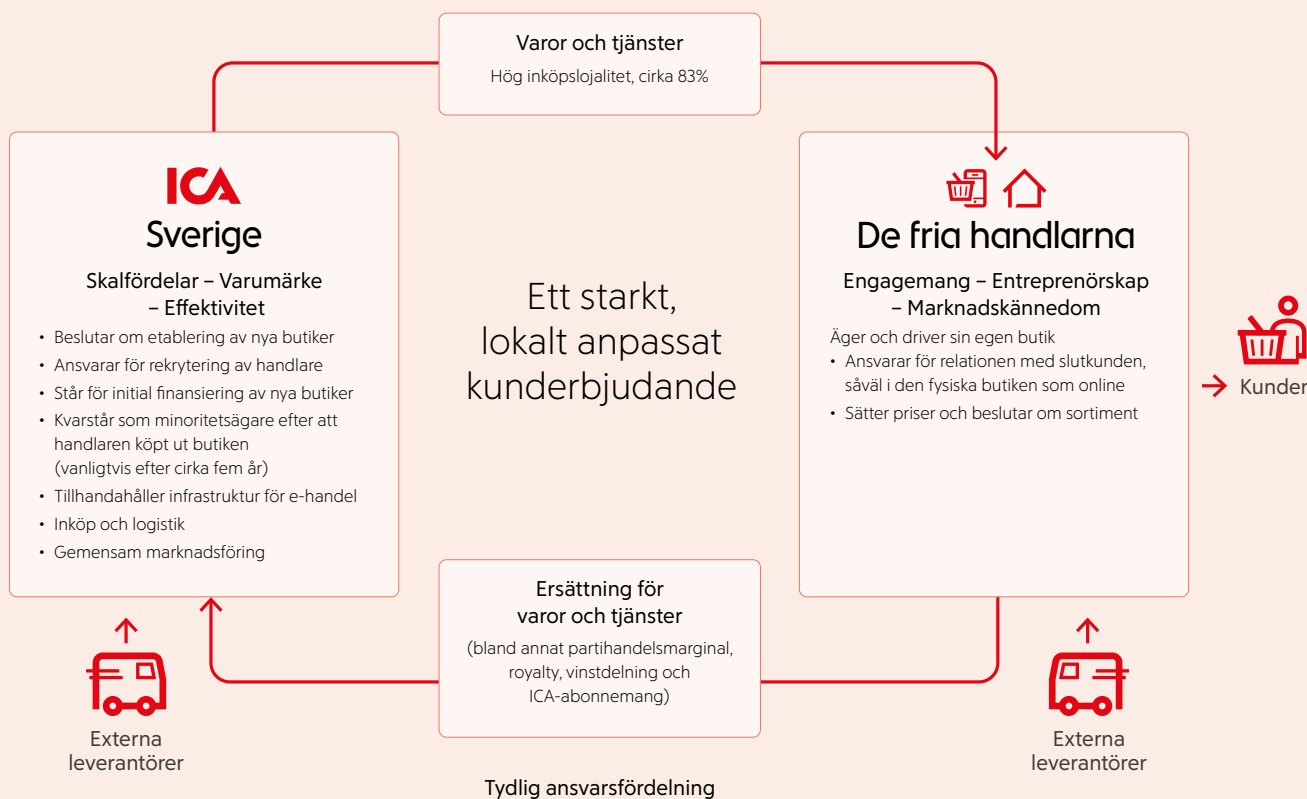 Varor och tjänster
Hög inköpslojalitet, cirka 83%
ICA
Sverige
Skalfördelar – Varumärke
– Effektivitet
• Beslutar om etablering av nya butiker
• Ansvarar för rekrytering av handlare
• Står för initial finansiering av nya butiker
• Kvarstår som minoritetsägare efter att
handlaren köpt ut butiken
(vanligtvis efter cirka fem år)
• Tillhandahåller infrastruktur för e-handel
• Inköp och logistik
• Gemensam marknadsföring
Ett starkt,
lokalt anpassat
kunderbjudande
De fria handlarna
Engagemang – Entreprenörskap
– Marknadskännedom
Äger och driver sin egen butik
• Ansvarar för relationen med slutkunden,
såväl i den fysiska butiken som online
• Sätter priser och beslutar om sortiment
Kunder
Ersättning för
varor och tjänster
(bland annat partihandelsmarginal,
royalty, vinstdelning och
ICA-abonnemang)
Externa
leverantörer
Externa
leverantörer
Tydlig ansvarsfördelning